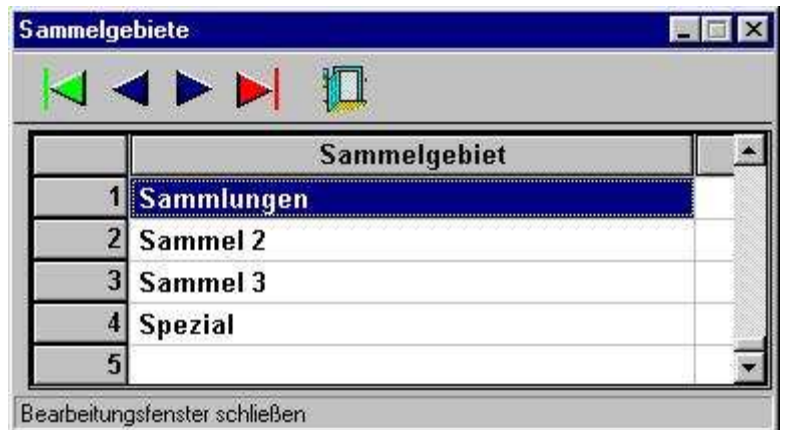 Sammelgebiete
Sammelgebiet
1 Sammlungen
2 Sammel 2
3 Sammel 3
4 Spezial
5
Bearbeitungsfenster schließen